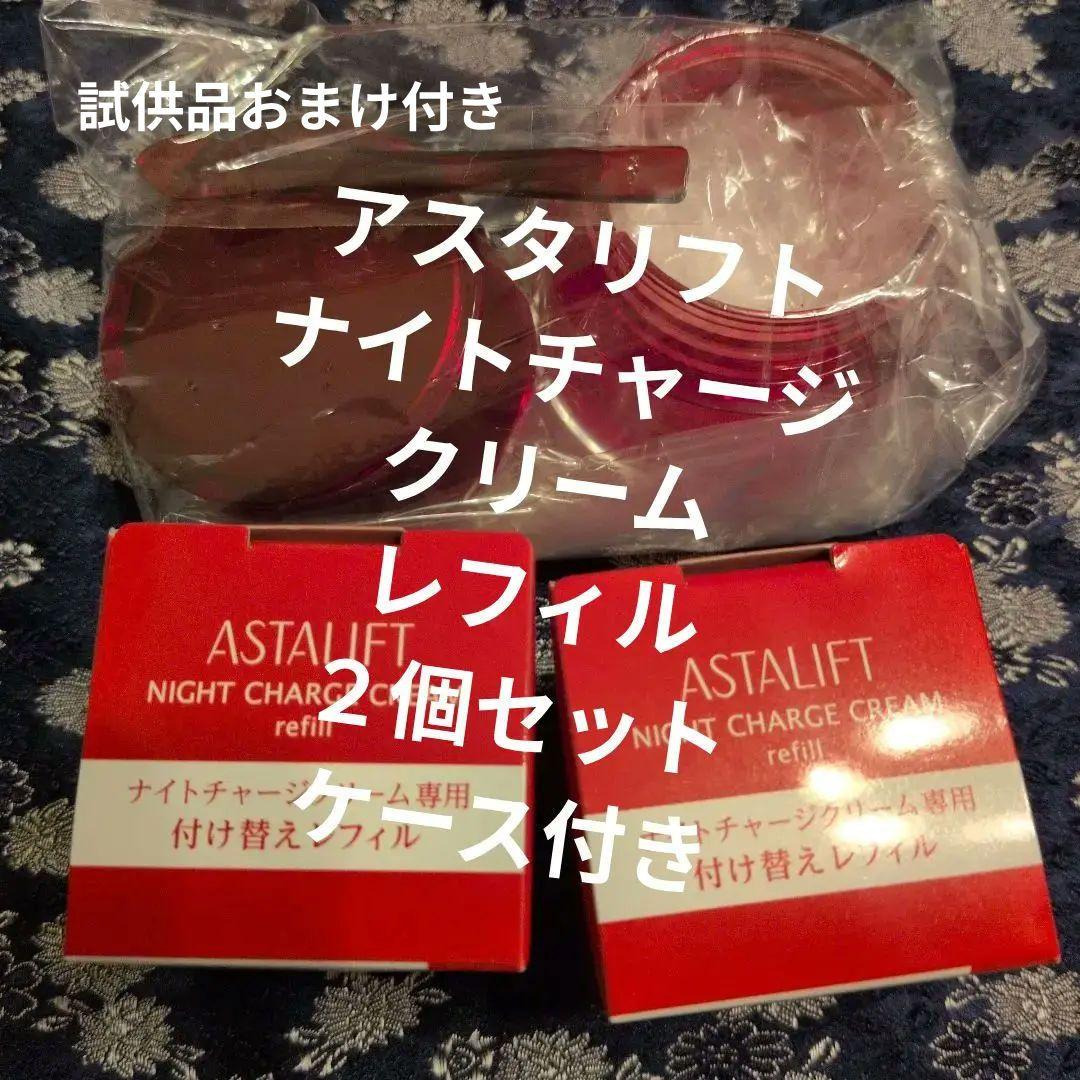 試供品おまけ付き
アスタリフト
ナイトチャージ
クリーム
レフィル
２個セット
ケース付き
ASTALIFT
NIGHT CHARGE CREAM
refill
ナイトチャージクリーム専用
付け替えレフィル
ASTALIFT
NIGHT CHARGE CREAM
refill
ナイトチャージクリーム専用
付け替えレフィル